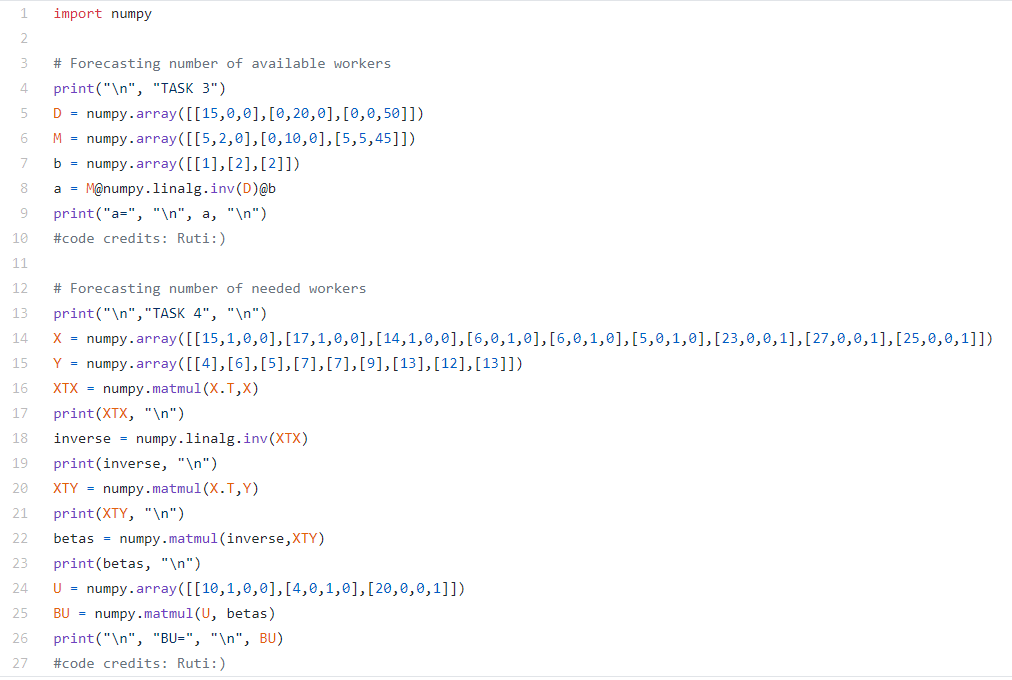 1 import numpy
2
3 # Forecasting number of available workers
4 print("\n", "TASK 3")
5 D = numpy.array([[15,0,0],[0,20,0],[0,0,50]])
6 M = numpy.array([[5,2,0],[0,10,0],[5,5,45]])
7 b = numpy.array([[1],[2],[2]])
8 a = M@numpy.linalg.inv(D)@b
9 print("a=", "\n", a, "\n")
10 #code credits: Ruti:)
11
12 # Forecasting number of needed workers
13 print("\n","TASK 4", "\n")
14 X = numpy.array([[15,1,0,0],[17,1,0,0],[14,1,0,0],[6,0,1,0],[6,0,1,0],[5,0,1,0],[23,0,0,1],[27,0,0,1],[25,0,0,1]])
15 Y = numpy.array([[4],[6],[5],[7],[7],[9],[13],[12],[13]])
16 XTX = numpy.matmul(X.T,X)
17 print(XTX, "\n")
18 inverse = numpy.linalg.inv(XTX)
19 print(inverse, "\n")
20 XTY = numpy.matmul(X.T,Y)
21 print(XTY, "\n")
22 betas = numpy.matmul(inverse,XTY)
23 print(betas, "\n")
24 U = numpy.array([[10,1,0,0],[4,0,1,0],[20,0,0,1]])
25 BU = numpy.matmul(U, betas)
26 print("\n", "BU=", "\n", BU)
27 #code credits: Ruti:)